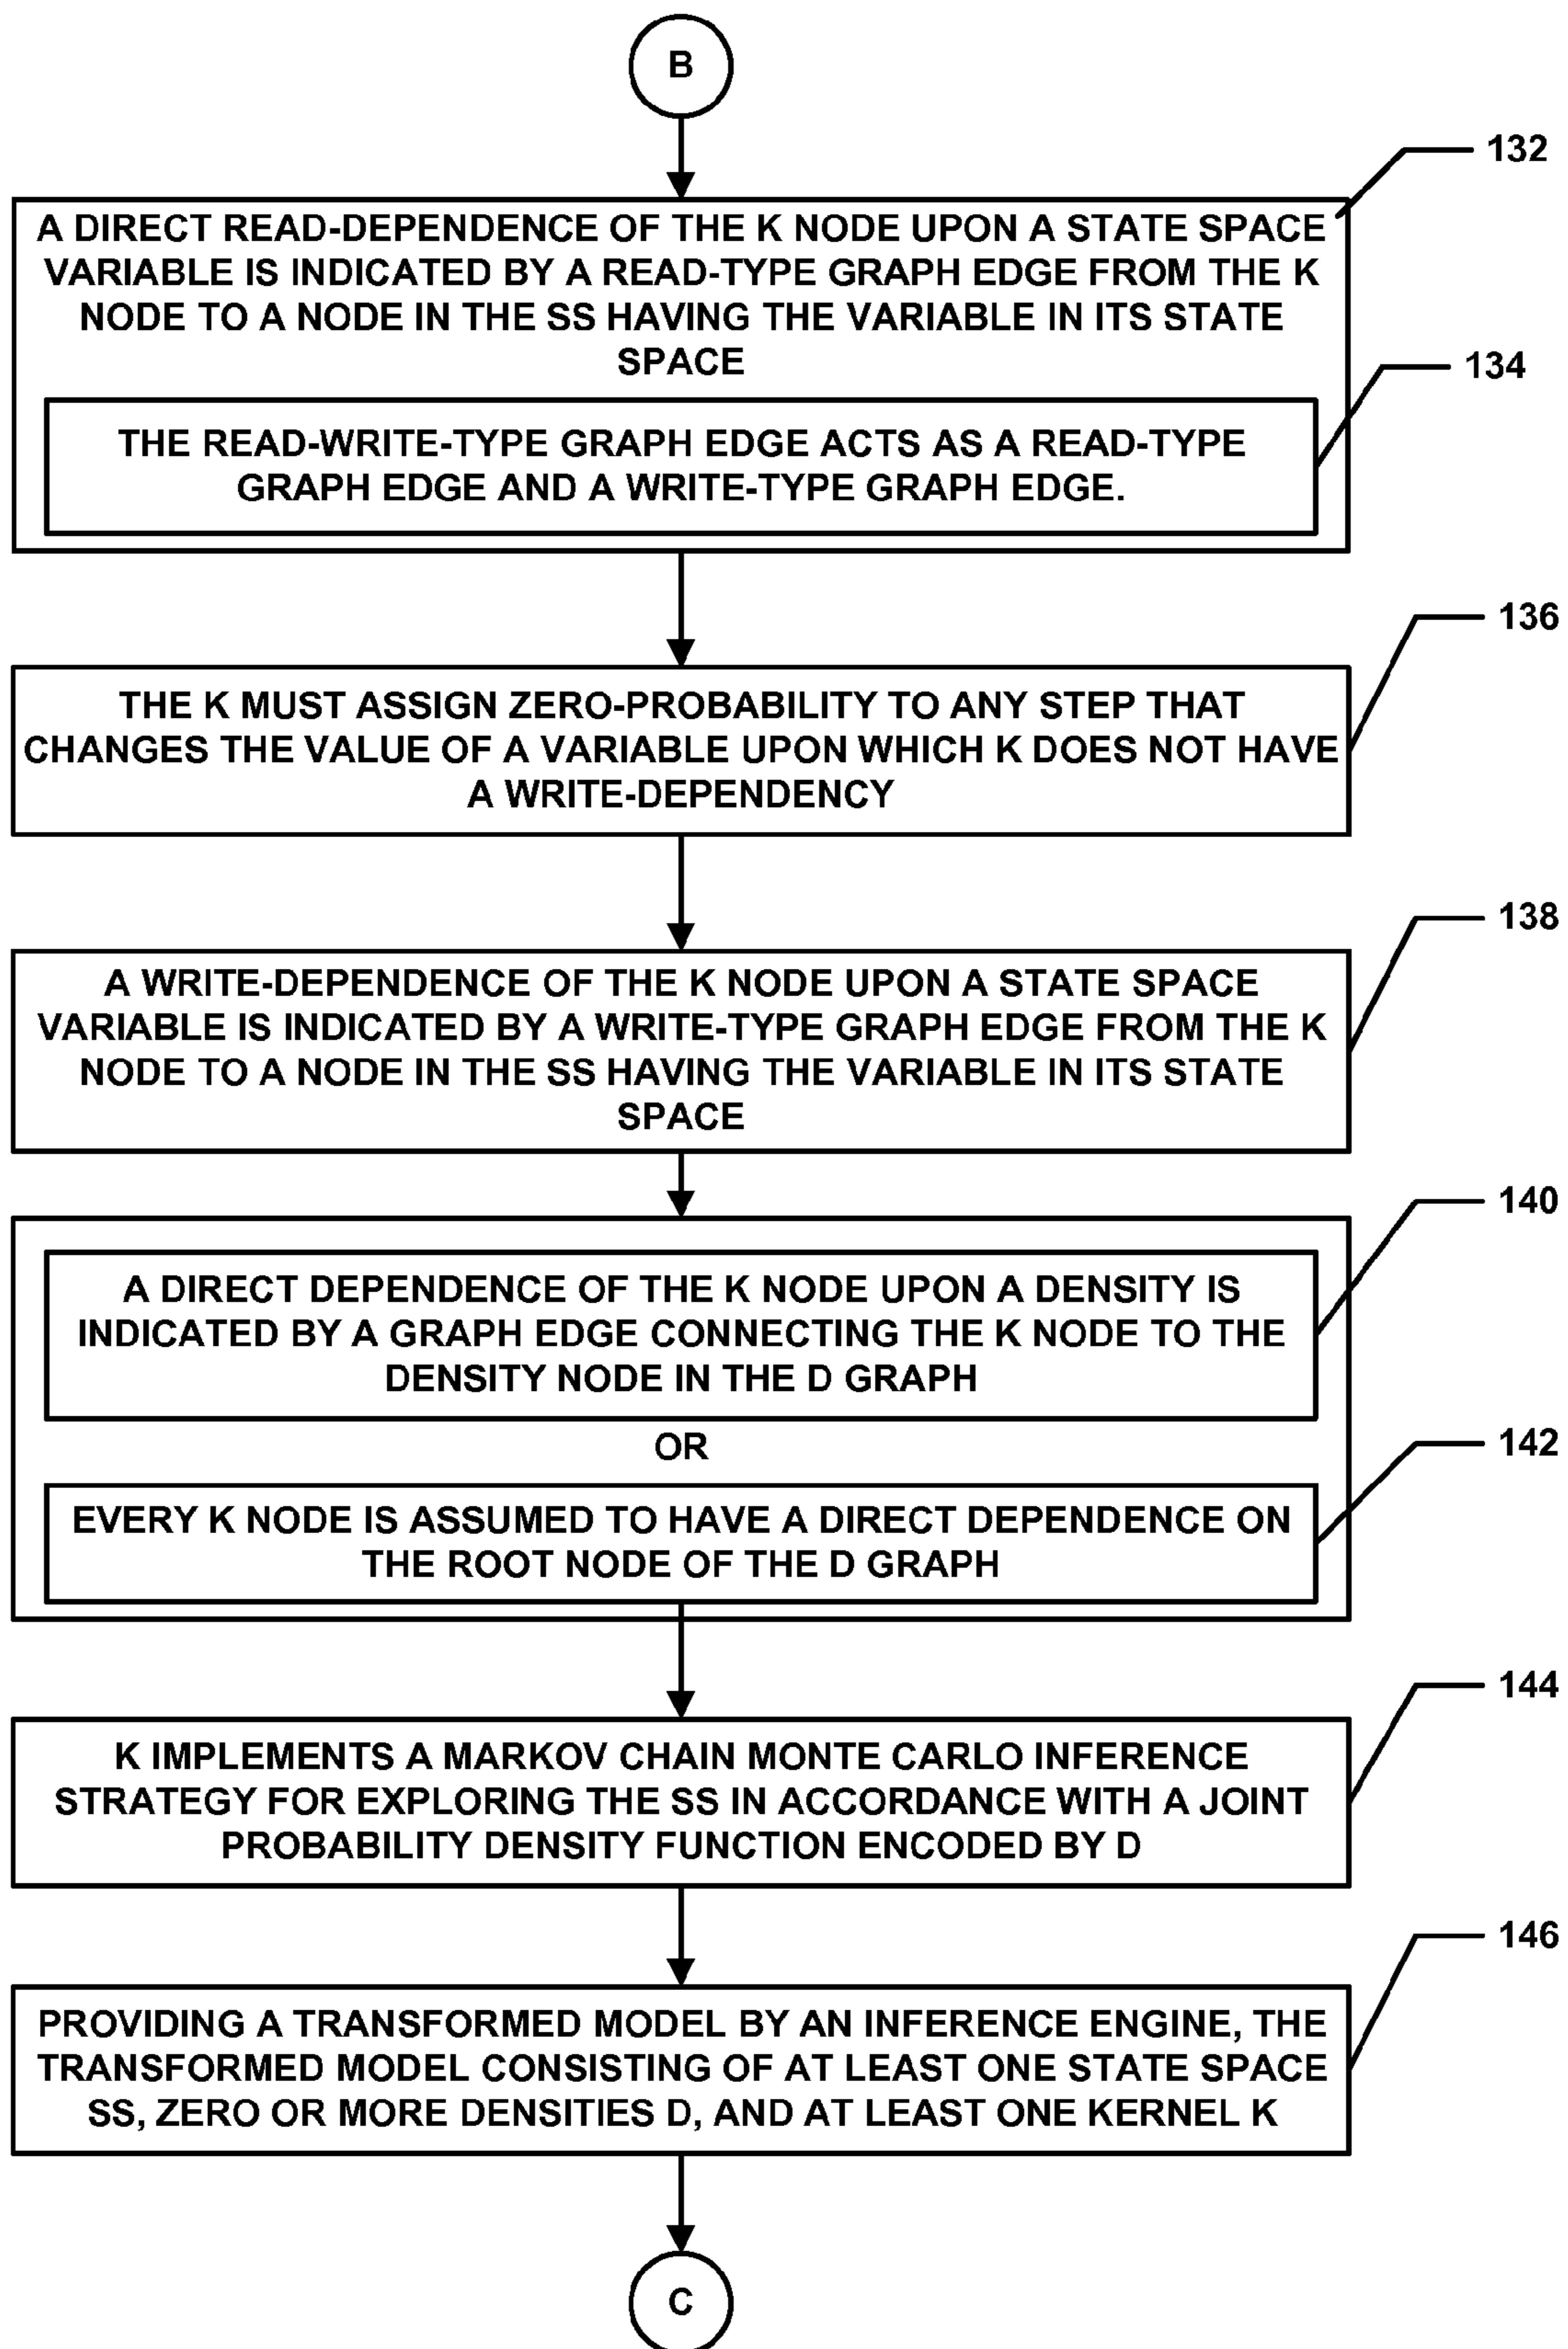 B
132
A DIRECT READ-DEPENDENCE OF THE K NODE UPON A STATE SPACE
VARIABLE IS INDICATED BY A READ-TYPE GRAPH EDGE FROM THE K
NODE TO A NODE IN THE SS HAVING THE VARIABLE IN ITS STATE
SPACE
134
THE READ-WRITE-TYPE GRAPH EDGE ACTS AS A READ-TYPE
GRAPH EDGE AND A WRITE-TYPE GRAPH EDGE.
136
THE K MUST ASSIGN ZERO-PROBABILITY TO ANY STEP THAT
CHANGES THE VALUE OF A VARIABLE UPON WHICH K DOES NOT HAVE
A WRITE-DEPENDENCY
138
A WRITE-DEPENDENCE OF THE K NODE UPON A STATE SPACE
VARIABLE IS INDICATED BY A WRITE-TYPE GRAPH EDGE FROM THE K
NODE TO A NODE IN THE SS HAVING THE VARIABLE IN ITS STATE
SPACE
140
A DIRECT DEPENDENCE OF THE K NODE UPON A DENSITY IS
INDICATED BY A GRAPH EDGE CONNECTING THE K NODE TO THE
DENSITY NODE IN THE D GRAPH
OR
142
EVERY K NODE IS ASSUMED TO HAVE A DIRECT DEPENDENCE ON
THE ROOT NODE OF THE D GRAPH
144
K IMPLEMENTS A MARKOV CHAIN MONTE CARLO INFERENCE
STRATEGY FOR EXPLORING THE SS IN ACCORDANCE WITH A JOINT
PROBABILITY DENSITY FUNCTION ENCODED BY D
146
PROVIDING A TRANSFORMED MODEL BY AN INFERENCE ENGINE, THE
TRANSFORMED MODEL CONSISTING OF AT LEAST ONE STATE SPACE
SS, ZERO OR MORE DENSITIES D, AND AT LEAST ONE KERNEL K
C